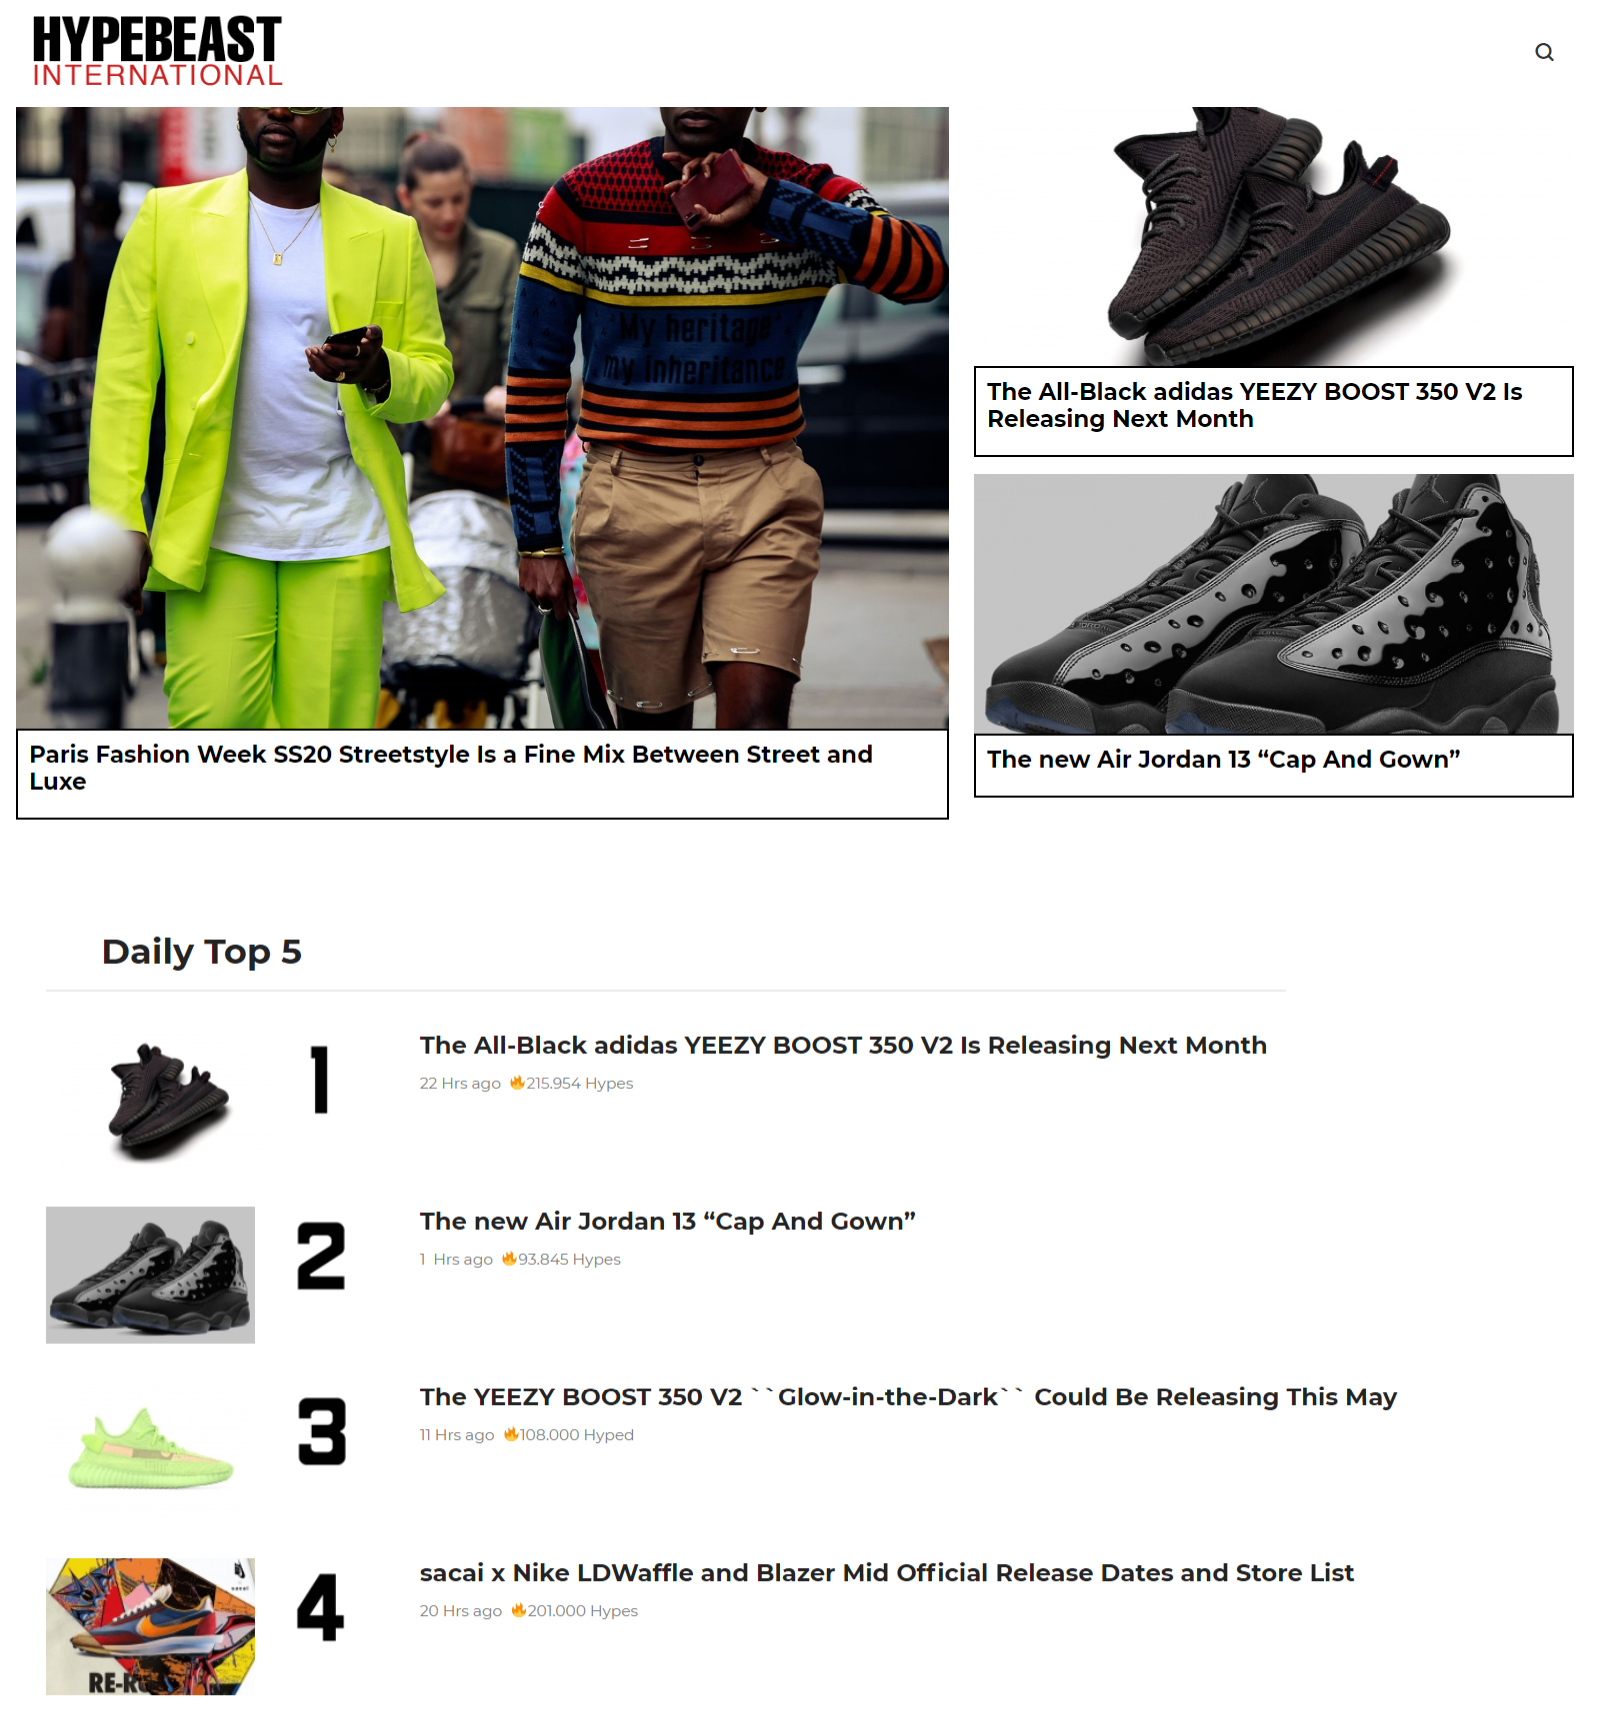 HYPEBEAST
INTERNATIONAL
My heritage
my inheritance
Paris Fashion Week SS20 Streetstyle Is a Fine Mix Between Street and
Luxe
The All-Black adidas YEEZY BOOST 350 V2 Is
Releasing Next Month
The new Air Jordan 13 “Cap And Gown”
Daily Top 5
1
The All-Black adidas YEEZY BOOST 350 V2 Is Releasing Next Month
22 Hrs ago 🔥215.954 Hypes
2
The new Air Jordan 13 “Cap And Gown”
1 Hrs ago 🔥93.845 Hypes
3
The YEEZY BOOST 350 V2 ``Glow-in-the-Dark`` Could Be Releasing This May
11 Hrs ago 🔥108.000 Hyped
4
sacai x Nike LDWaffle and Blazer Mid Official Release Dates and Store List
20 Hrs ago 🔥201.000 Hypes
sacai